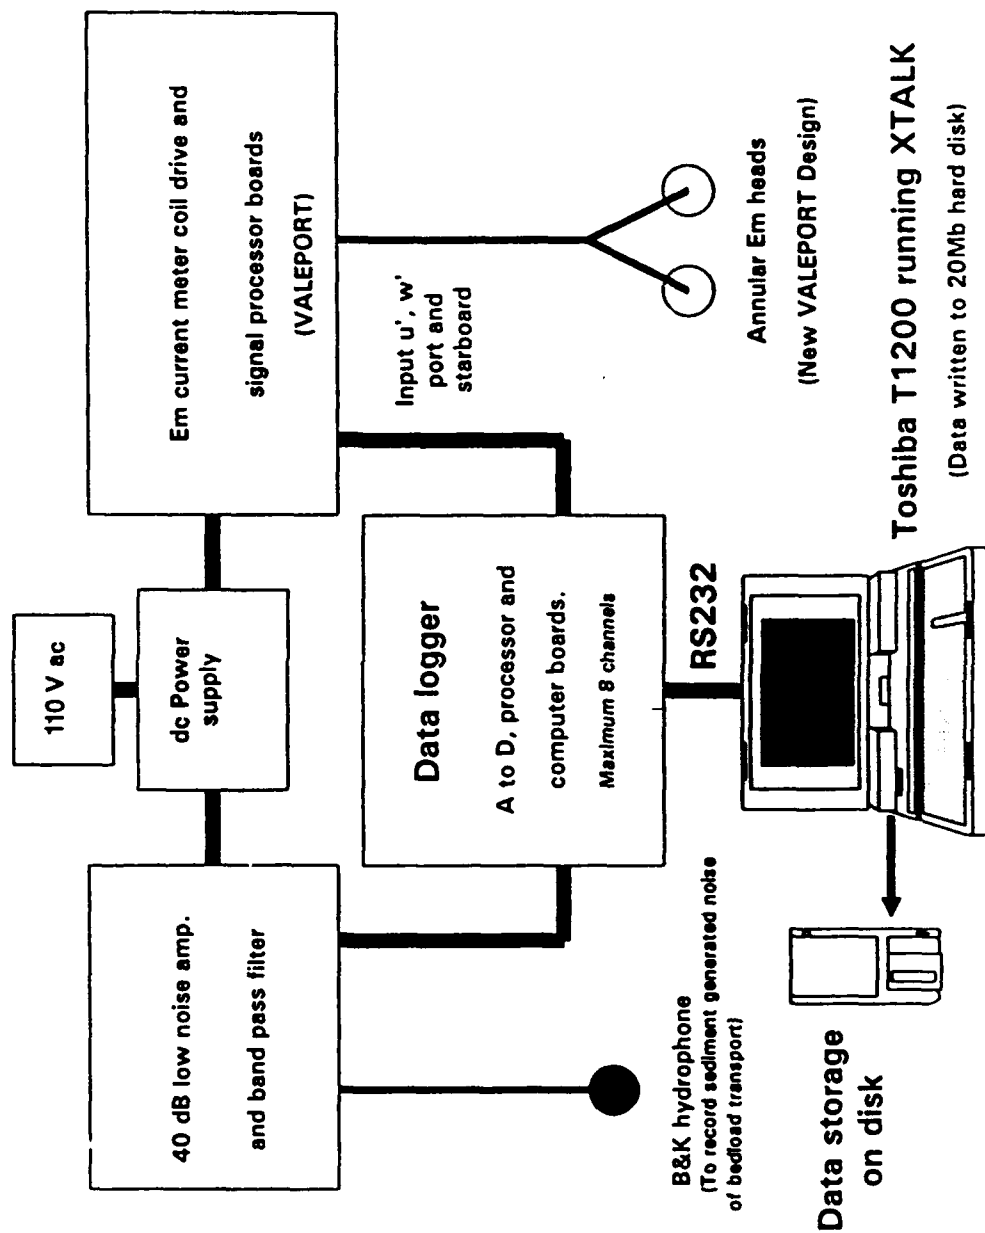 110 V ac
dc Power
supply
40 dB low noise amp.
and band pass filter
Em current meter coil drive and
signal processor boards
(VALEPORT)
Data logger
A to D, processor and
computer boards.
Maximum 8 channels
Input u', w'
port and
starboard
RS232
B&K hydrophone
(To record sediment generated noise
of bedload transport)
Annular Em heads
(New VALEPORT Design)
Data storage
on disk
Toshiba T1200 running XTALK
(Data written to 20Mb hard disk)